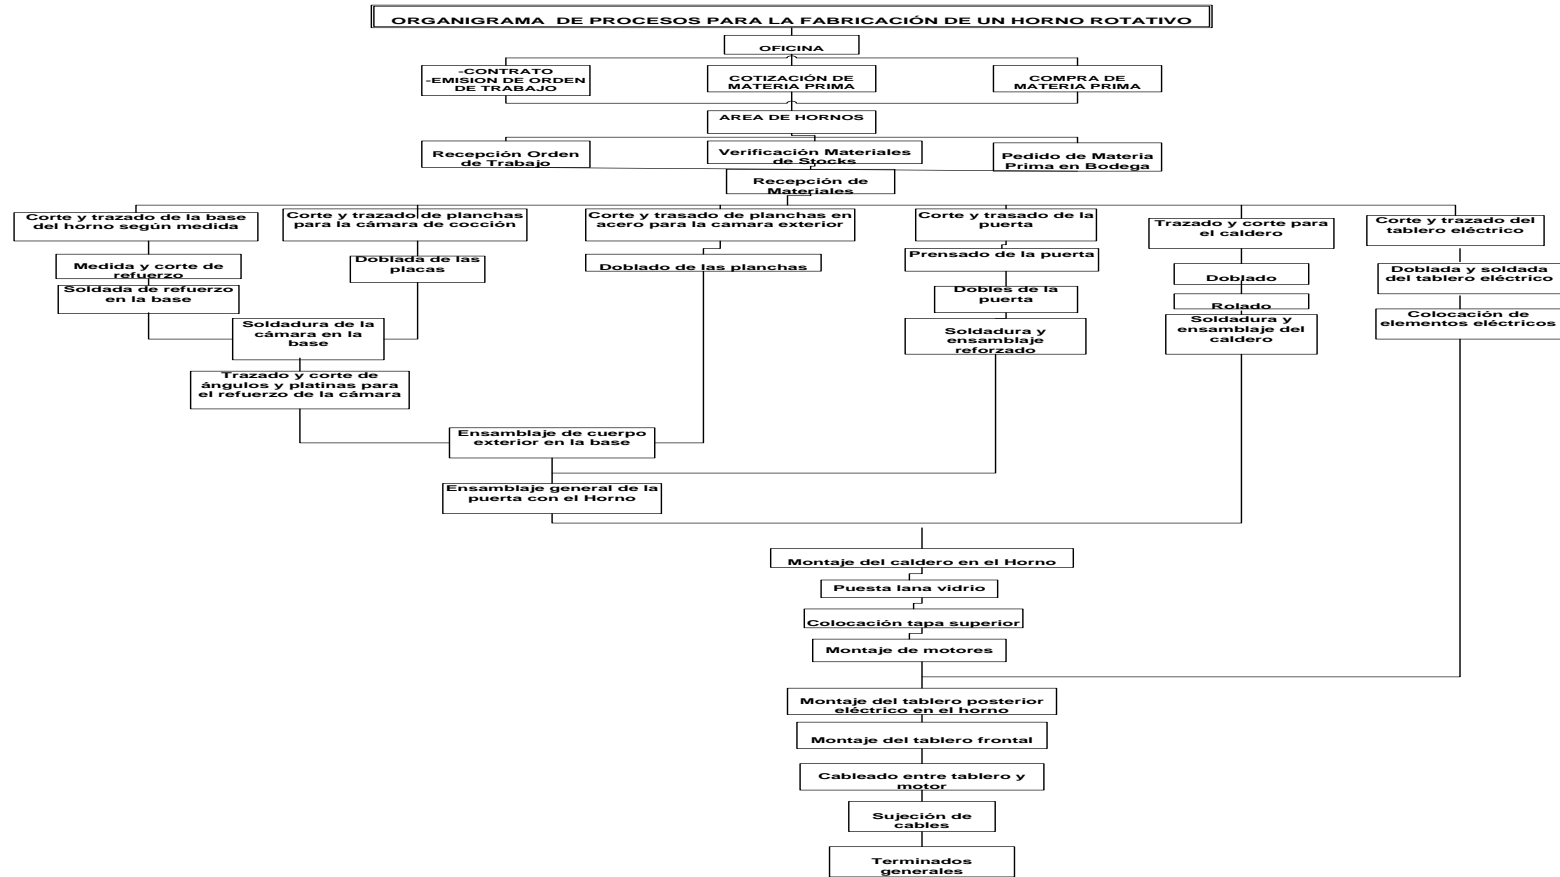 ORGANIGRAMA DE PROCESOS PARA LA FABRICACIÓN DE UN HORNO ROTATIVO
OFICINA
-CONTRATO
-EMISION DE ORDEN
DE TRABAJO
COTIZACIÓN DE
MATERIA PRIMA
COMPRA DE
MATERIA PRIMA
AREA DE HORNOS
Recepción Orden
de Trabajo
Verificación Materiales
de Stocks
Pedido de Materia
Prima en Bodega
Recepción de
Materiales
Corte y trazado de la base
del horno según medida
Corte y trazado de planchas
para la cámara de cocción
Corte y trasado de planchas en
acero para la camara exterior
Corte y trasado de la
puerta
Trazado y corte para
el caldero
Corte y trazado del
tablero eléctrico
Medida y corte de
refuerzo
Doblada de las
placas
Doblado de las planchas
Prensado de la puerta
Doblado
Doblada y soldada
del tablero eléctrico
Soldada de refuerzo
en la base
Dobles de la
puerta
Rolado
Colocación de
elementos eléctricos
Soldadura de la
cámara en la
base
Soldadura y
ensamblaje
reforzado
Soldadura y
ensamblaje del
caldero
Trazado y corte de
ángulos y platinas para
el refuerzo de la cámara
Ensamblaje de cuerpo
exterior en la base
Ensamblaje general de la
puerta con el Horno
Montaje del caldero en el Horno
Puesta lana vidrio
Colocación tapa superior
Montaje de motores
Montaje del tablero posterior
eléctrico en el horno
Montaje del tablero frontal
Cableado entre tablero y
motor
Sujeción de
cables
Terminados
generales